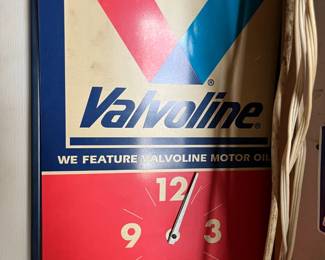 Valvoline®
WE FEATURE VALVOLINE MOTOR OIL
12
9 3